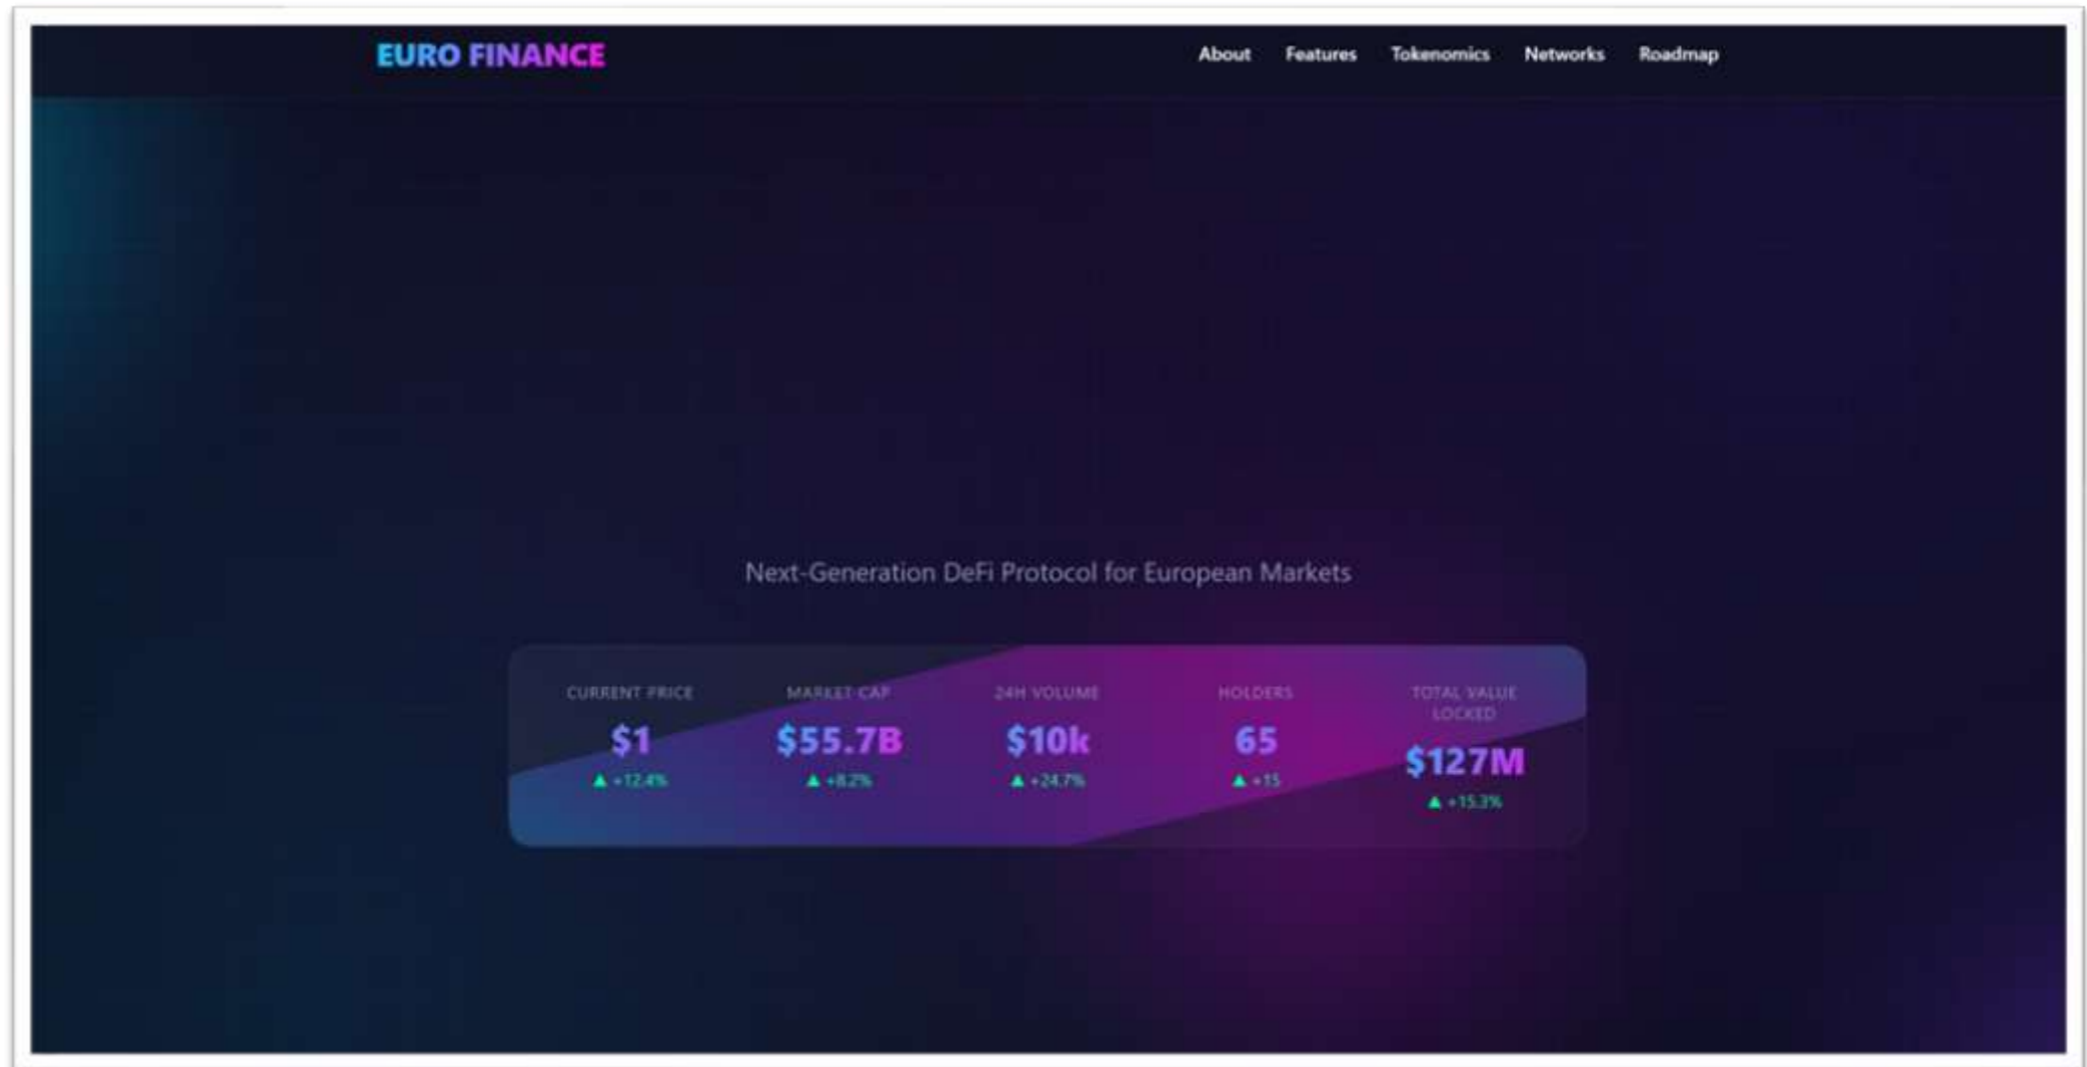 EURO FINANCE
About Features Tokenomics Networks Roadmap
Next-Generation DeFi Protocol for European Markets
CURRENT PRICE
$1
▲ +12.4%
MARKET CAP
$55.7B
▲ +8.2%
24H VOLUME
$10k
▲ +24.7%
HOLDERS
65
▲ +15
TOTAL VALUE
LOCKED
$127M
▲ +15.3%